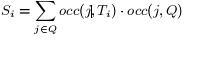 S_i = \sum_{j \in Q} occ(j, T_i) \cdot occ(j, Q)